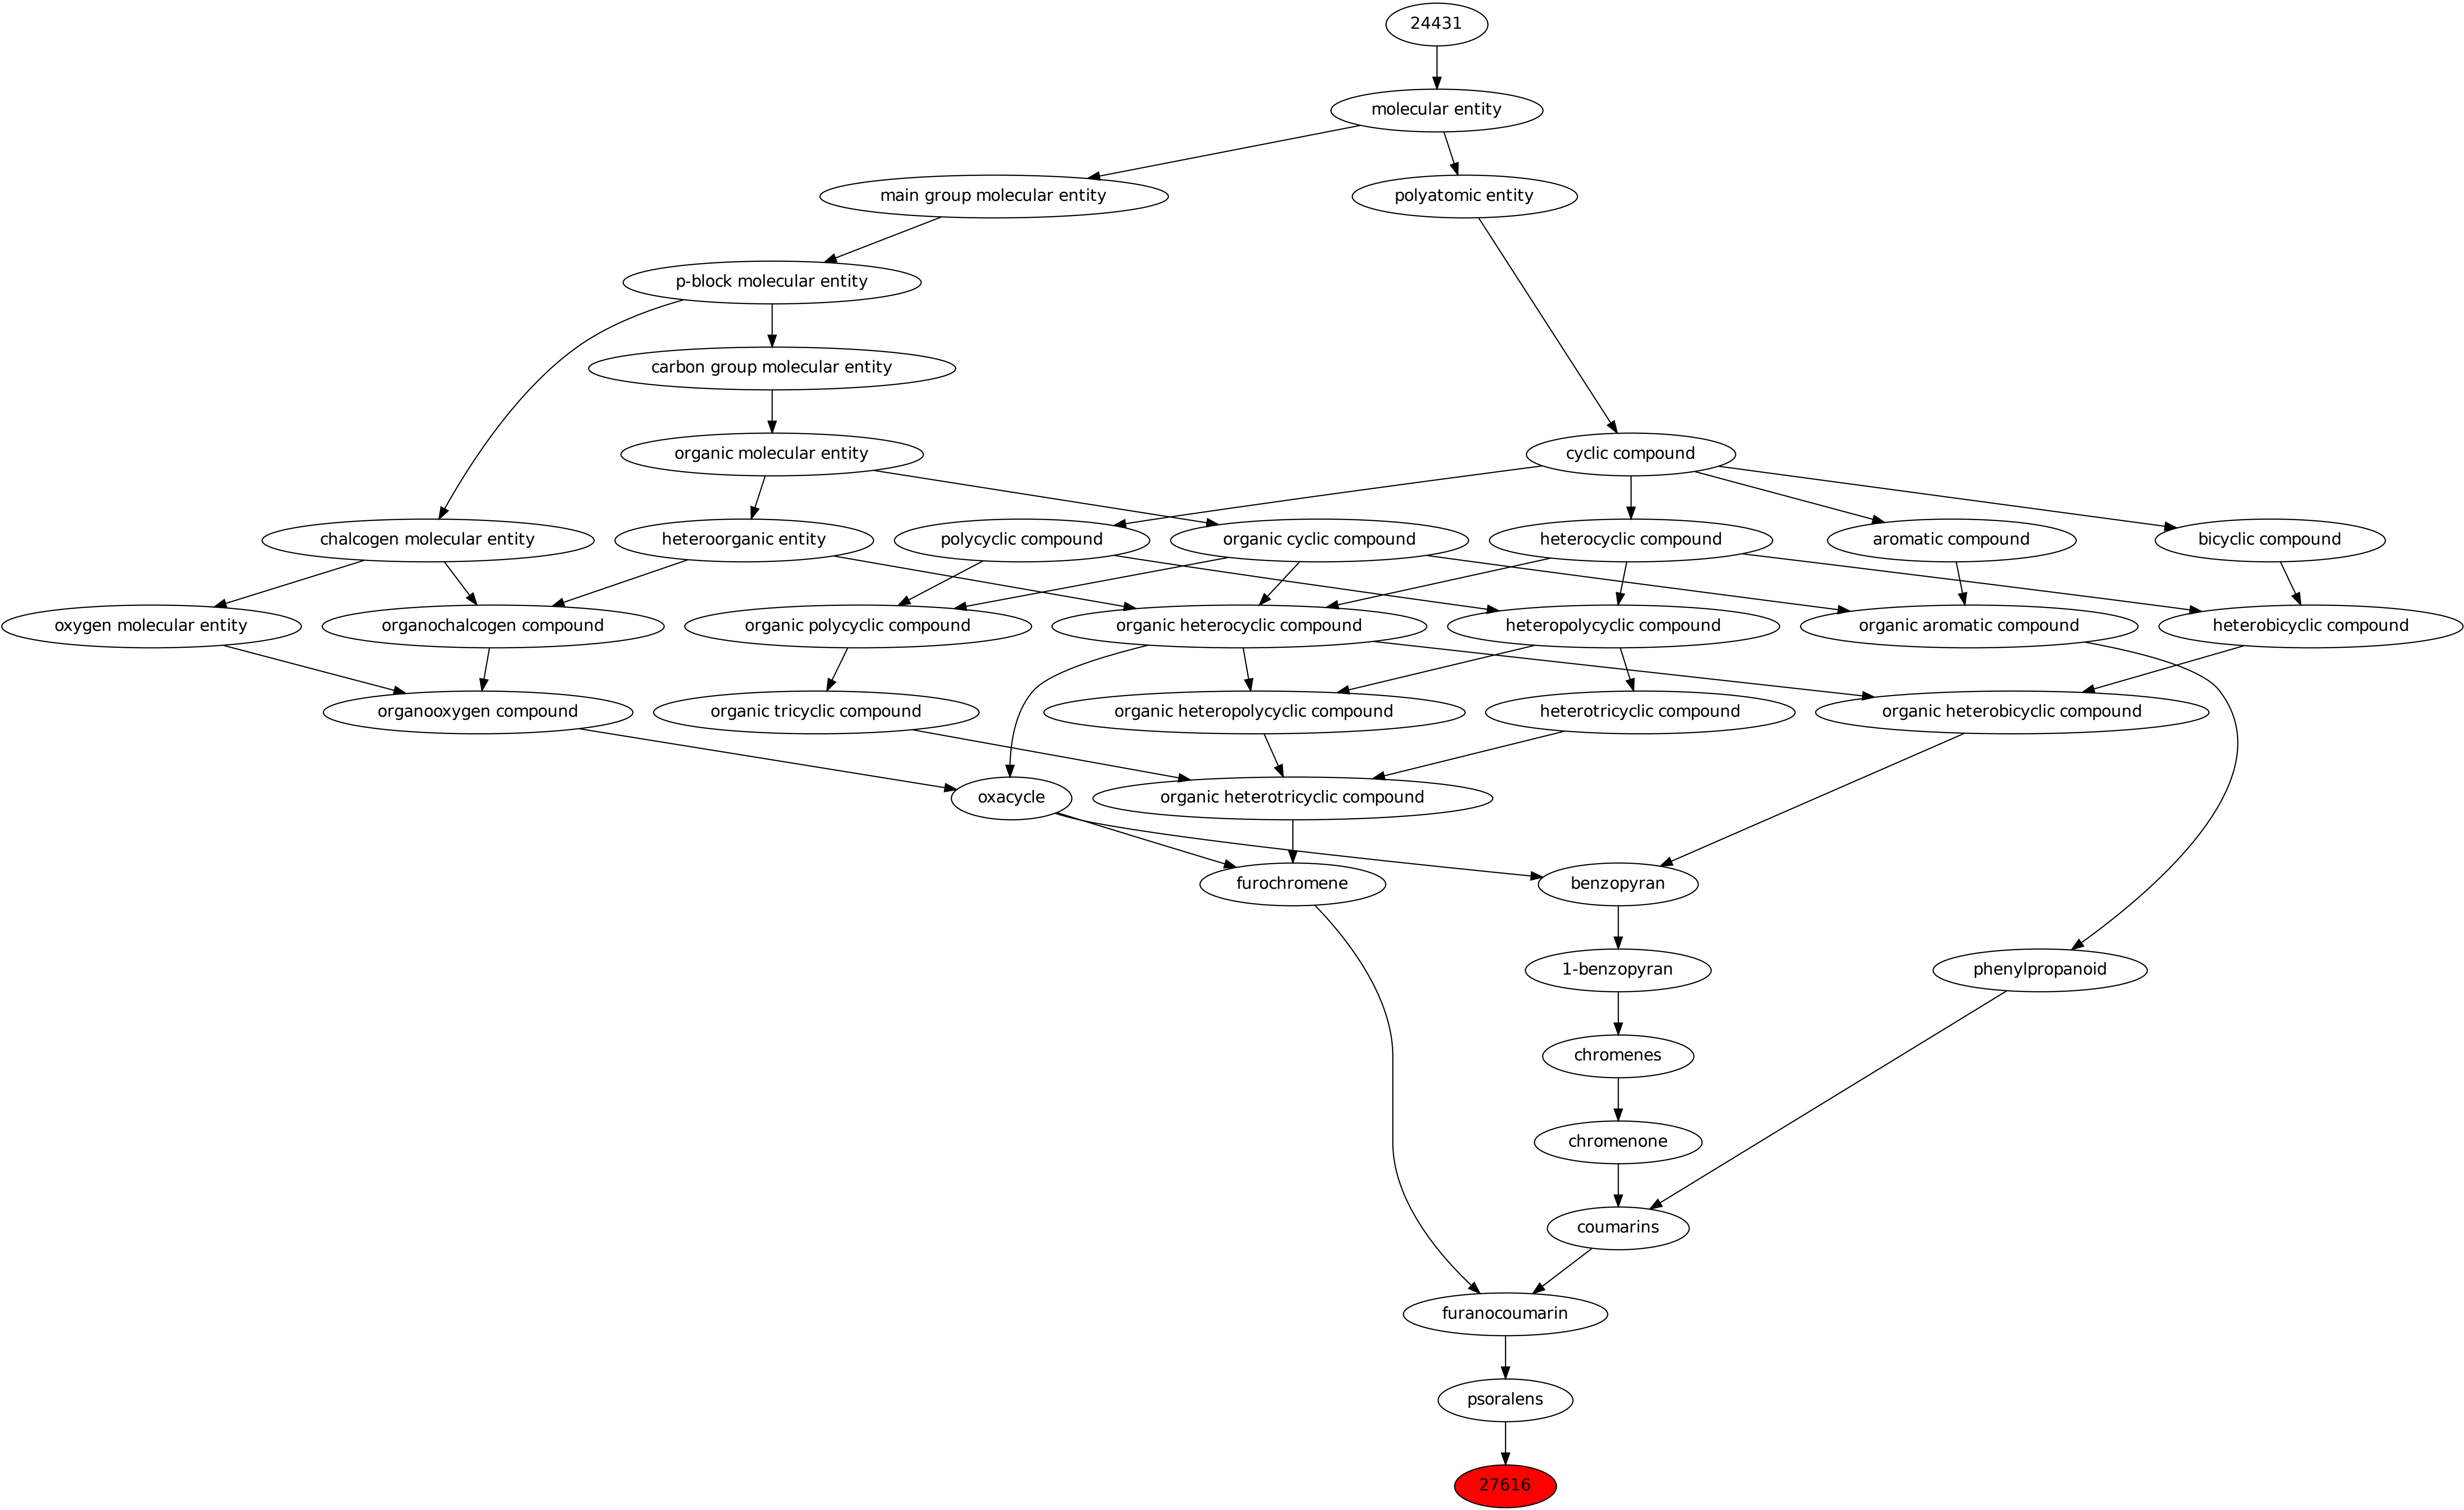 24431
molecular entity
main group molecular entity
polyatomic entity
p-block molecular entity
carbon group molecular entity
organic molecular entity
cyclic compound
chalcogen molecular entity
heteroorganic entity
polycyclic compound
organic cyclic compound
heterocyclic compound
aromatic compound
bicyclic compound
oxygen molecular entity
organochalcogen compound
organic polycyclic compound
organic heterocyclic compound
heteropolycyclic compound
organic aromatic compound
heterobicyclic compound
organooxygen compound
organic tricyclic compound
organic heteropolycyclic compound
heterotricyclic compound
organic heterobicyclic compound
oxacycle
organic heterotricyclic compound
furochromene
benzopyran
1-benzopyran
phenylpropanoid
chromenes
chromenone
coumarins
furanocoumarin
psoralens
27616